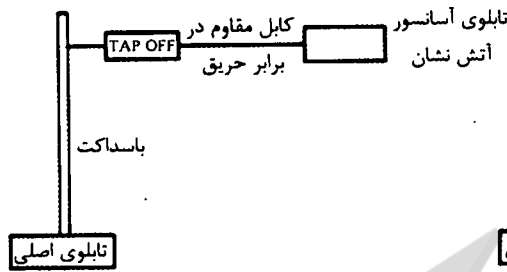 تابلوی آسانسور
آتش نشان
کابل مقاوم در
برابر حریق
TAP OFF
باسداکت
تابلوی اصلی